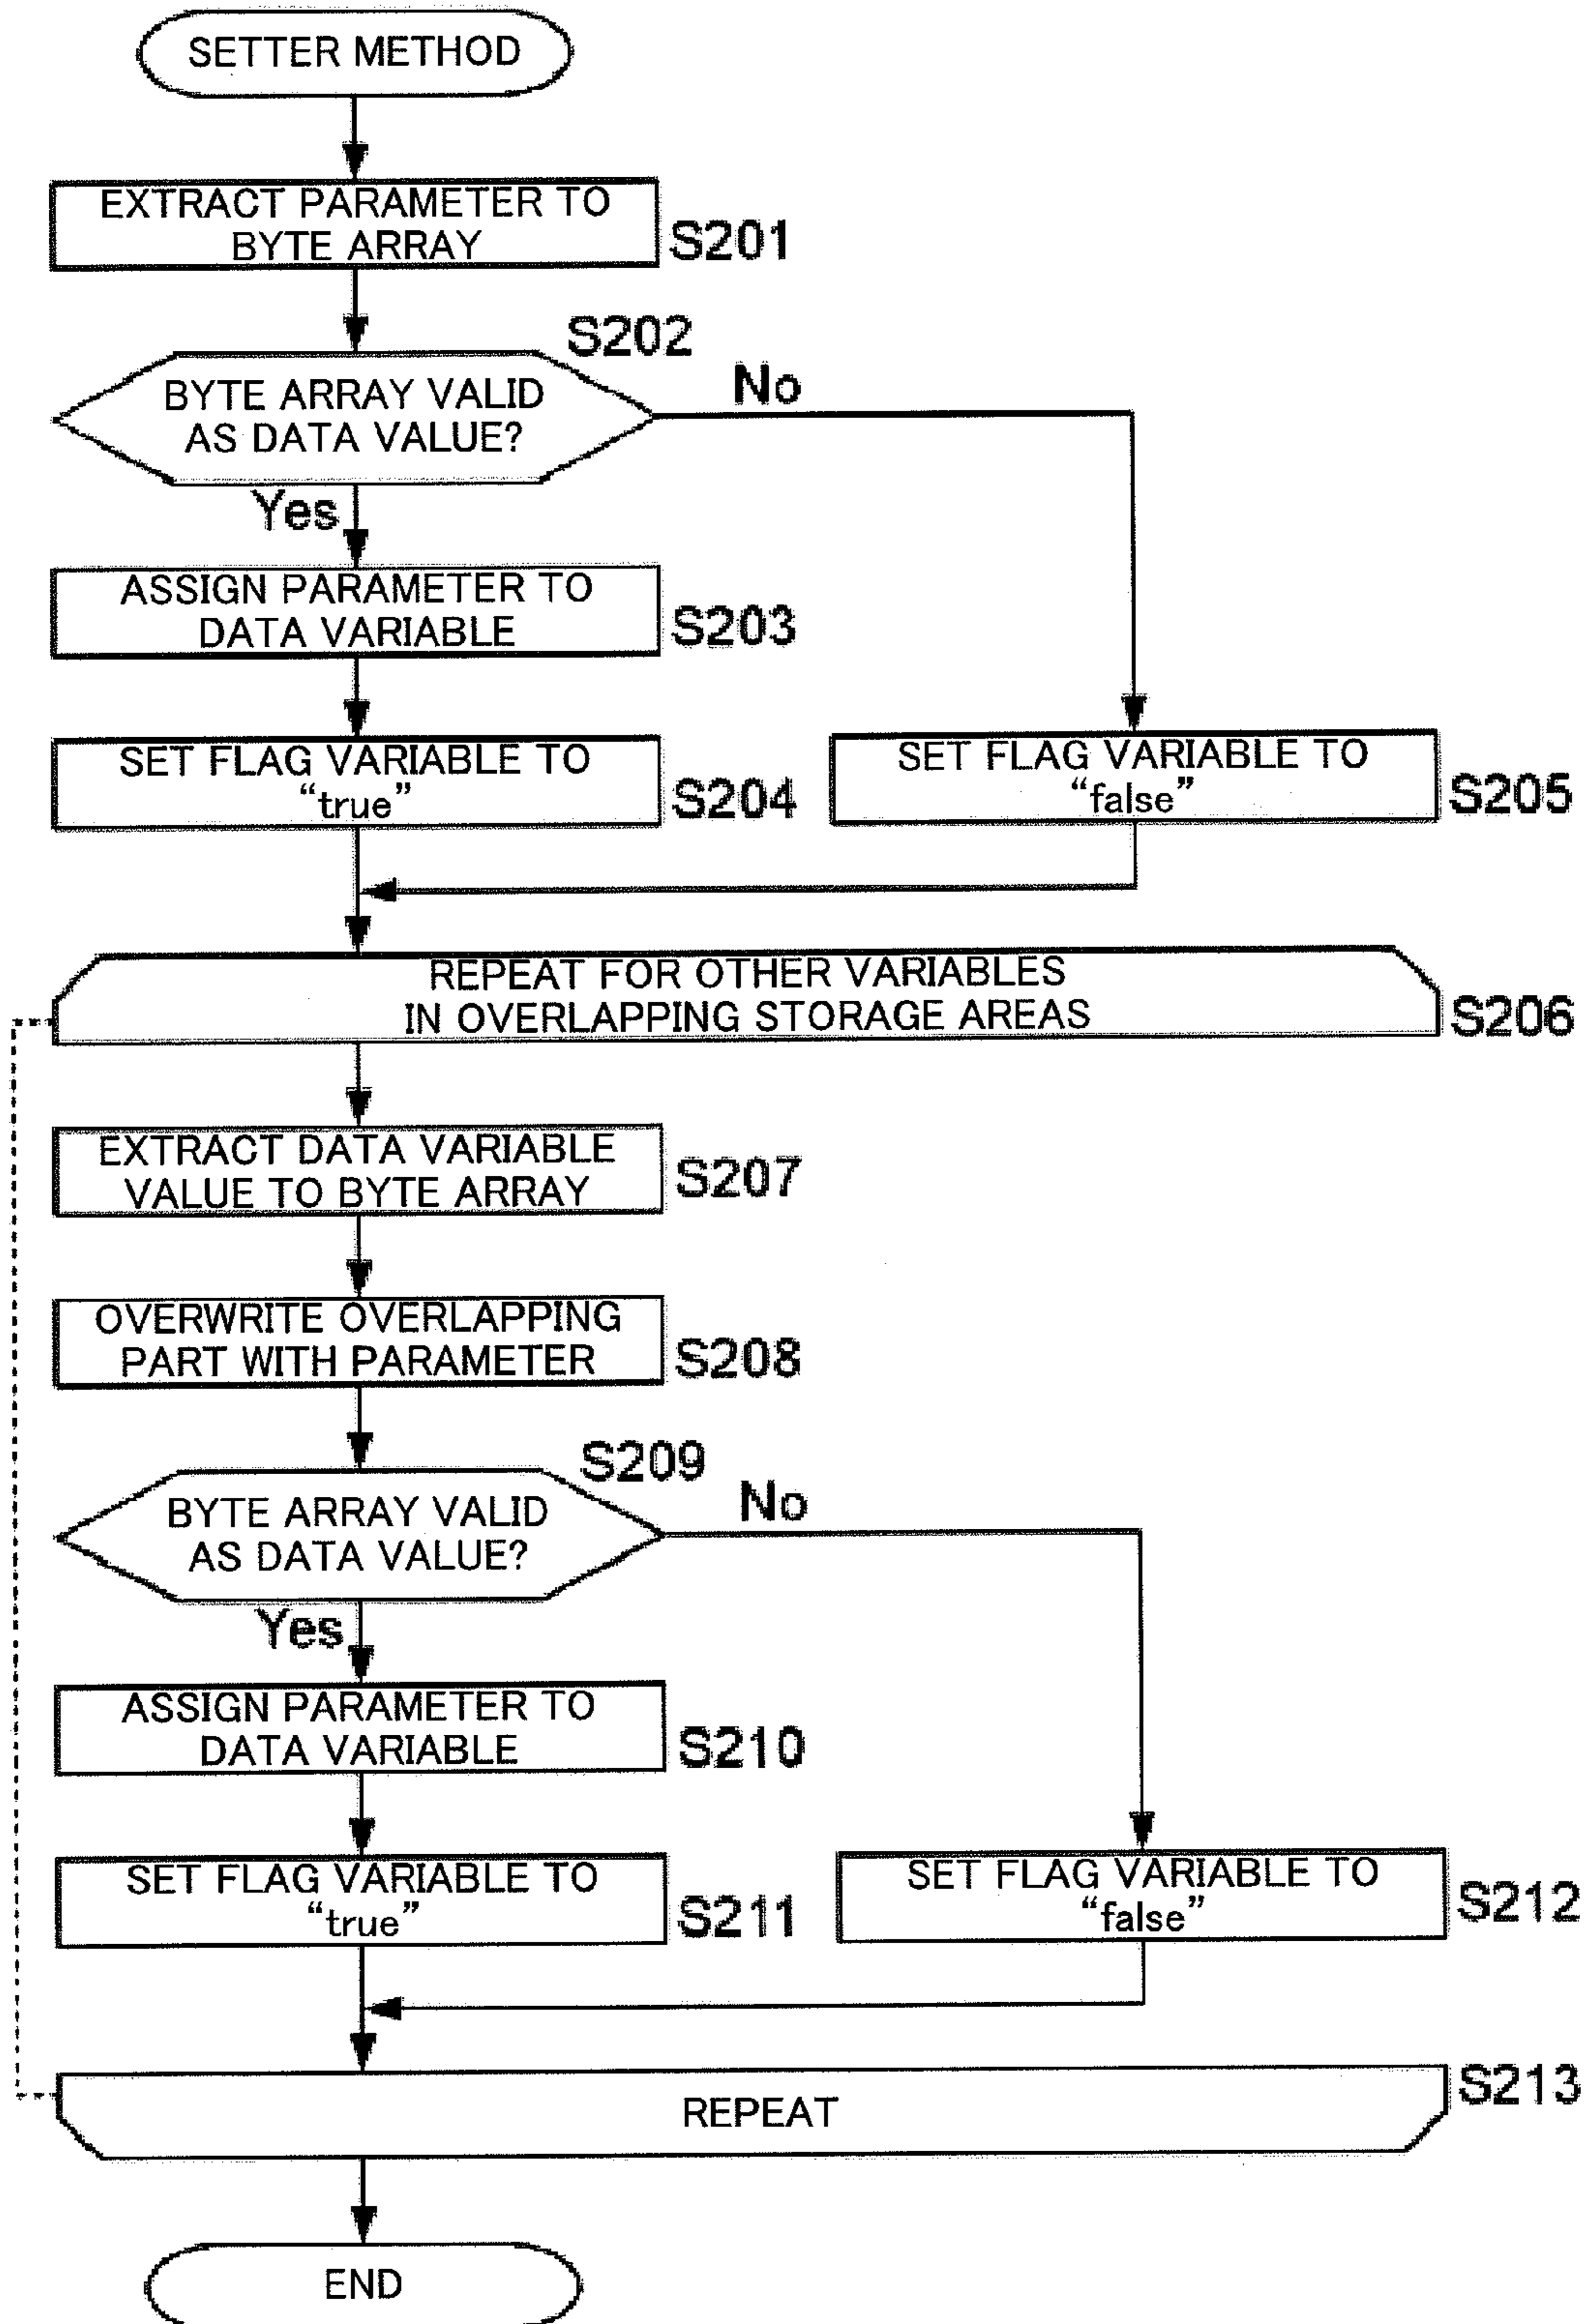 SETTER METHOD
EXTRACT PARAMETER TO
BYTE ARRAY
S201
S202
BYTE ARRAY VALID
AS DATA VALUE?
No
Yes
ASSIGN PARAMETER TO
DATA VARIABLE
S203
SET FLAG VARIABLE TO
“true”
S204
SET FLAG VARIABLE TO
“false”
S205
REPEAT FOR OTHER VARIABLES
IN OVERLAPPING STORAGE AREAS
S206
EXTRACT DATA VARIABLE
VALUE TO BYTE ARRAY
S207
OVERWRITE OVERLAPPING
PART WITH PARAMETER
S208
S209
BYTE ARRAY VALID
AS DATA VALUE?
No
Yes
ASSIGN PARAMETER TO
DATA VARIABLE
S210
SET FLAG VARIABLE TO
“true”
S211
SET FLAG VARIABLE TO
“false”
S212
REPEAT
S213
END